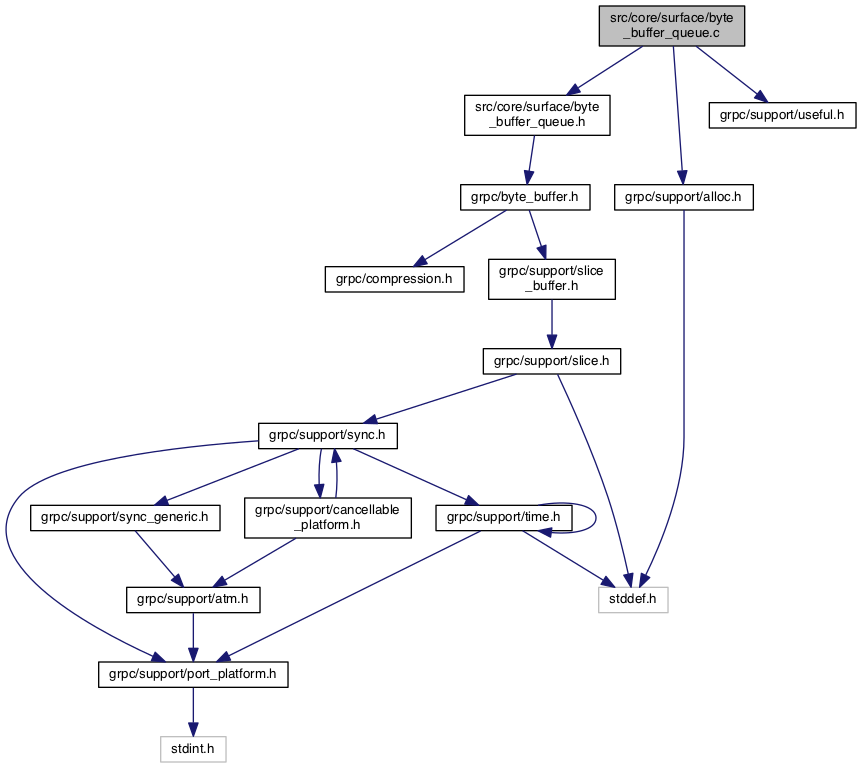 src/core/surface/byte
_buffer_queue.c
src/core/surface/byte
_buffer_queue.h
grpc/support/useful.h
grpc/byte_buffer.h
grpc/support/alloc.h
grpc/compression.h
grpc/support/slice
_buffer.h
grpc/support/slice.h
grpc/support/sync.h
grpc/support/sync_generic.h
grpc/support/cancellable
_platform.h
grpc/support/time.h
grpc/support/atm.h
stddef.h
grpc/support/port_platform.h
stdint.h